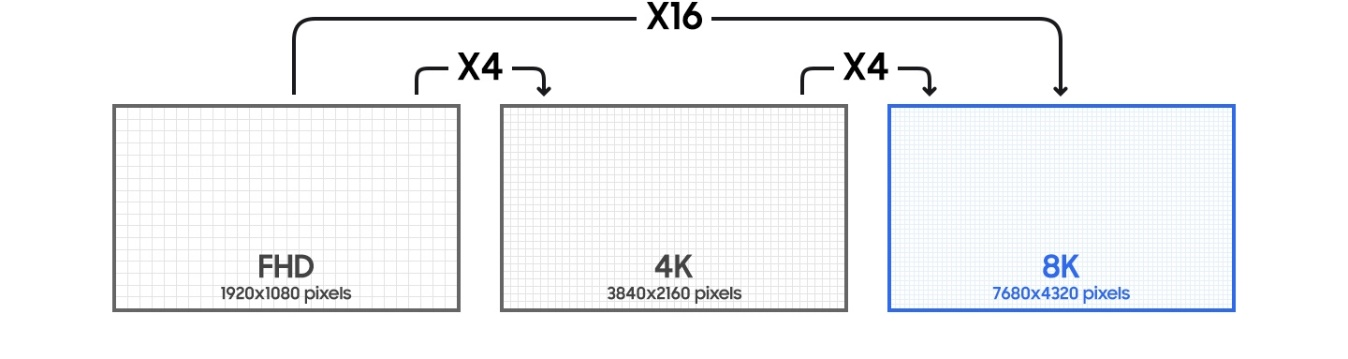 X16
X4
X4
FHD
1920x1080 pixels
4K
3840x2160 pixels
8K
7680x4320 pixels